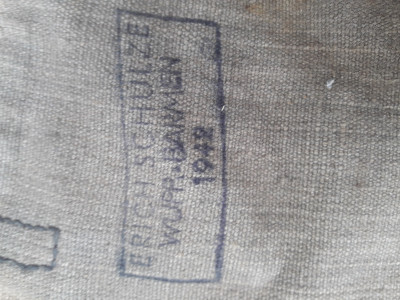 ERICH SCHULZE
WUPP.-BARMEN
1942